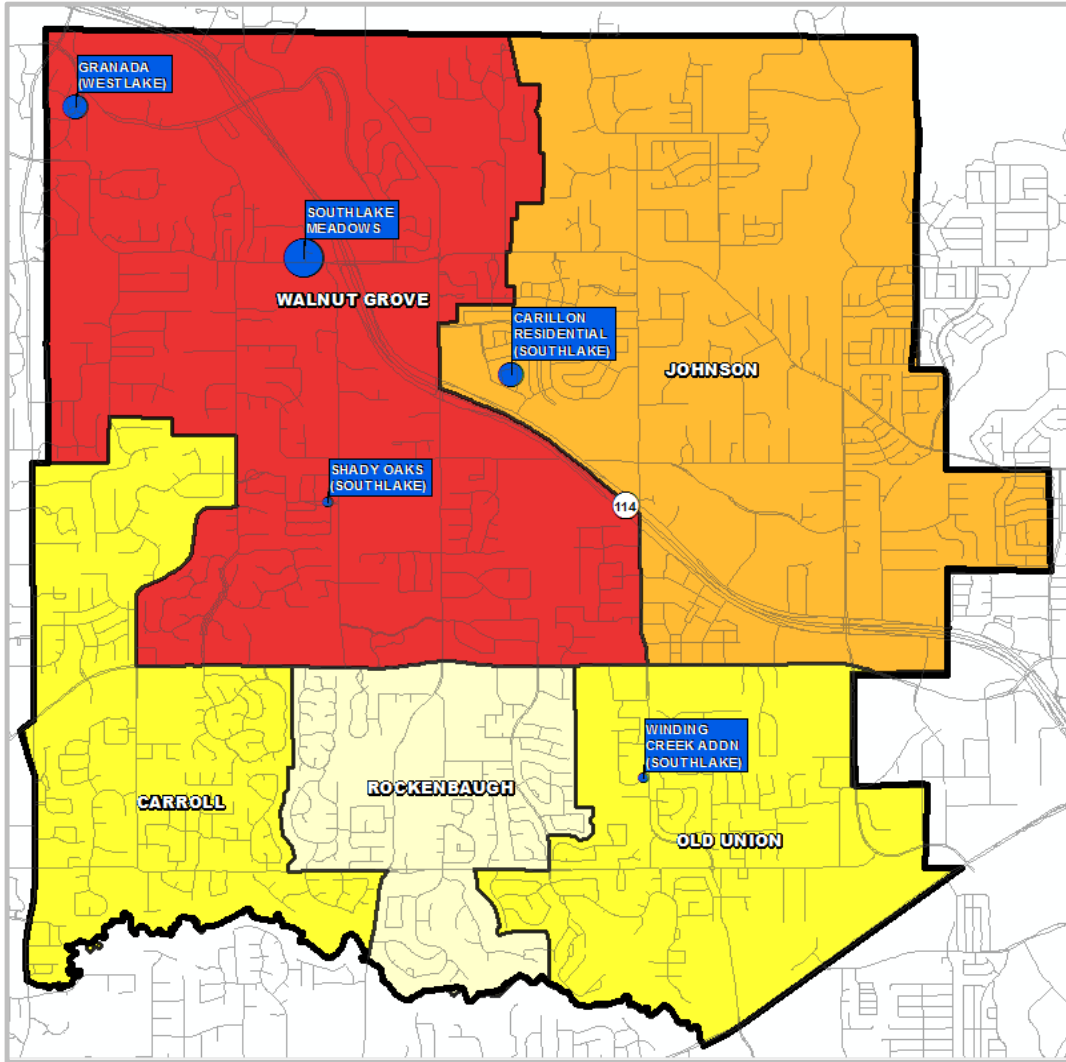 GRANADA
(WESTLAKE)
SOUTHLAKE
MEADOWS
WALNUT GROVE
CARILLON
RESIDENTIAL
(SOUTHLAKE)
JOHNSON
SHADY OAKS
(SOUTHLAKE)
114
WINDING
CREEK ADDN
(SOUTHLAKE)
CARROLL
ROCKENBAUGH
OLD UNION